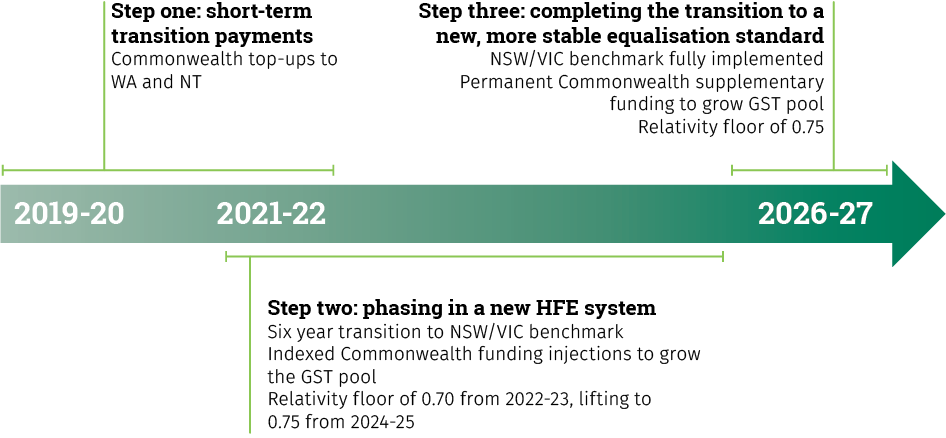 Step one: short-term
transition payments
Commonwealth top-ups to
WA and NT
Step three: completing the transition to a
new, more stable equalisation standard
NSW/VIC benchmark fully implemented
Permanent Commonwealth supplementary
funding to grow GST pool
Relativity floor of 0.75
2019-20
2021-22
2026-27
Step two: phasing in a new HFE system
Six year transition to NSW/VIC benchmark
Indexed Commonwealth funding injections to grow
the GST pool
Relativity floor of 0.70 from 2022-23, lifting to
0.75 from 2024-25